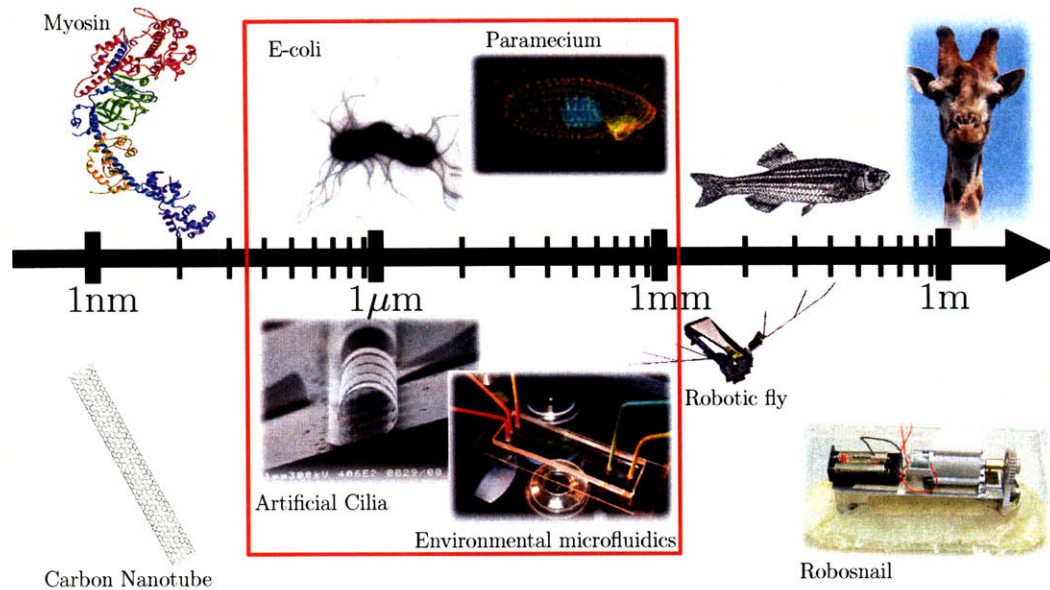 Myosin
E-coli
Paramecium
1nm
1μm
1mm
1m
Robotic fly
Artificial Cilia
Environmental microfluidics
Carbon Nanotube
Robosnail